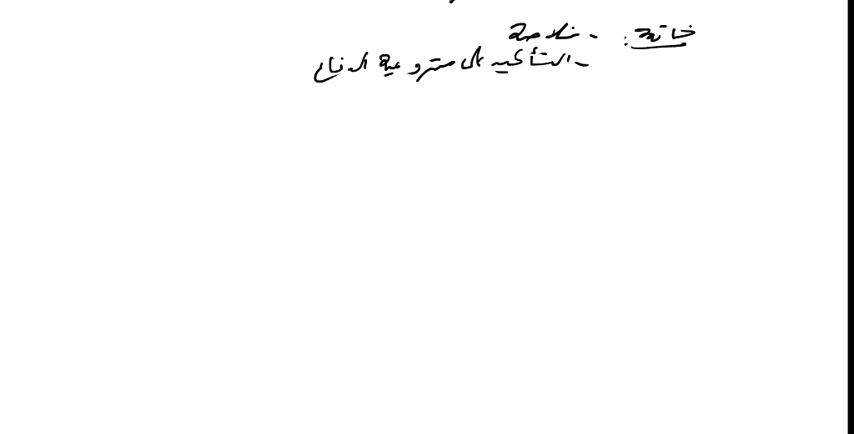 خاتمة: - خلاصة
- التأكيد على مشروعية الدفاع